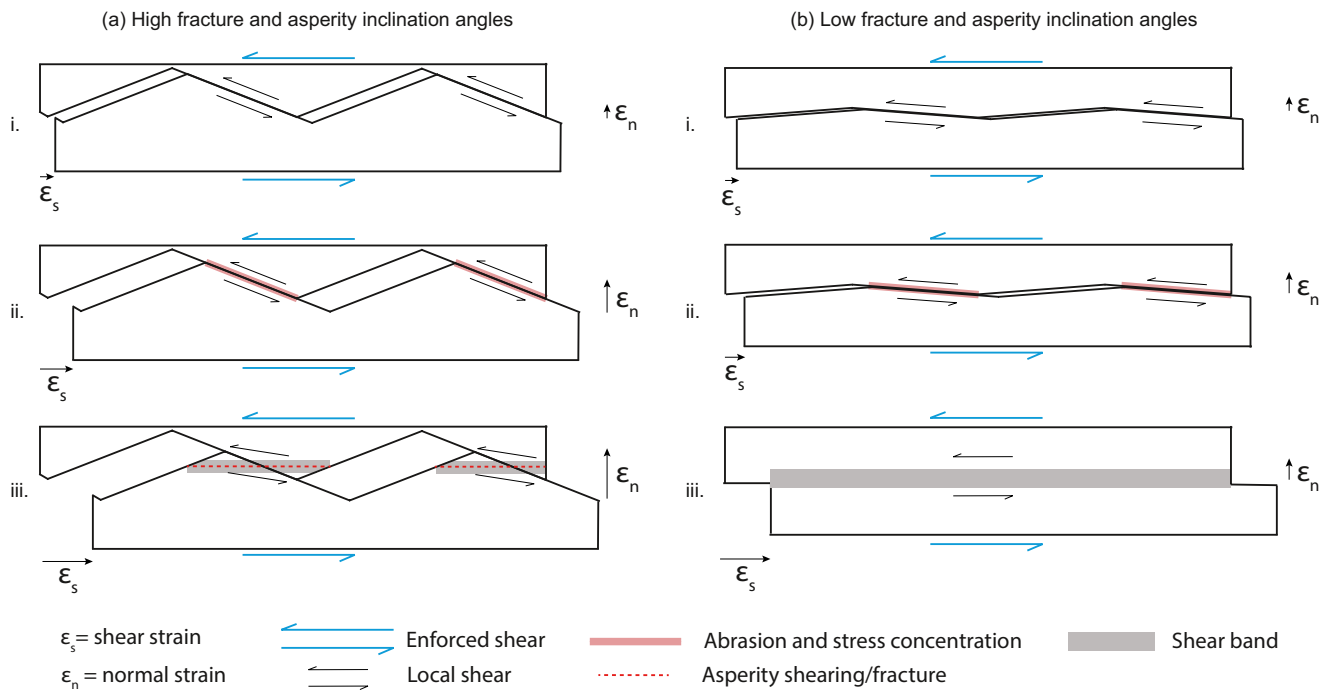 (a) High fracture and asperity inclination angles
(b) Low fracture and asperity inclination angles
i.
εn
εs
i.
εn
εs
ii.
εn
εs
ii.
εn
εs
iii.
εn
εs
iii.
εn
εs
εs= shear strain
Enforced shear
Abrasion and stress concentration
Shear band
εn = normal strain
Local shear
Asperity shearing/fracture